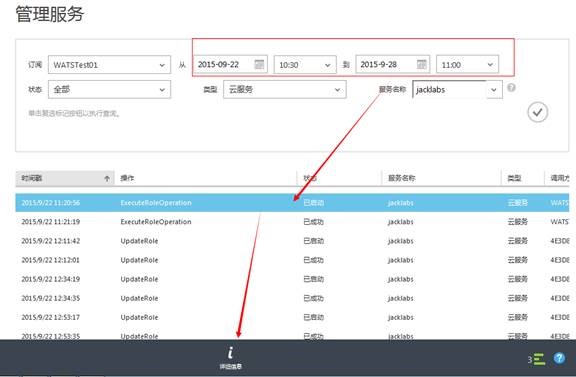 管理服务
订阅 WATSTest01 从 2015-09-22 10:30 到 2015-9-28 11:00
状态 全部 类型 云服务 服务名称 jacklabs ?
单击复选标记按钮以执行查询。
时间戳 操作 状态 服务名称 类型 调用方
2015/9/22 11:20:56 ExecuteRoleOperation 已启动 jacklabs 云服务 WATS
2015/9/22 11:21:19 ExecuteRoleOperation 已成功 jacklabs 云服务 WATS
2015/9/22 12:11:42 UpdateRole 已启动 jacklabs 云服务 4E3DE
2015/9/22 12:12:01 UpdateRole 已成功 jacklabs 云服务 4E3DE
2015/9/22 12:34:19 UpdateRole 已启动 jacklabs 云服务 4E3DE
2015/9/22 12:34:35 UpdateRole 已成功 jacklabs 云服务 4E3DE
2015/9/22 12:53:17 UpdateRole 已启动 jacklabs 云服务 4E3DE
2015/9/22 12:53:35 UpdateRole 已成功 jacklabs 云服务 4E3DE
i
详细信息
3 ?